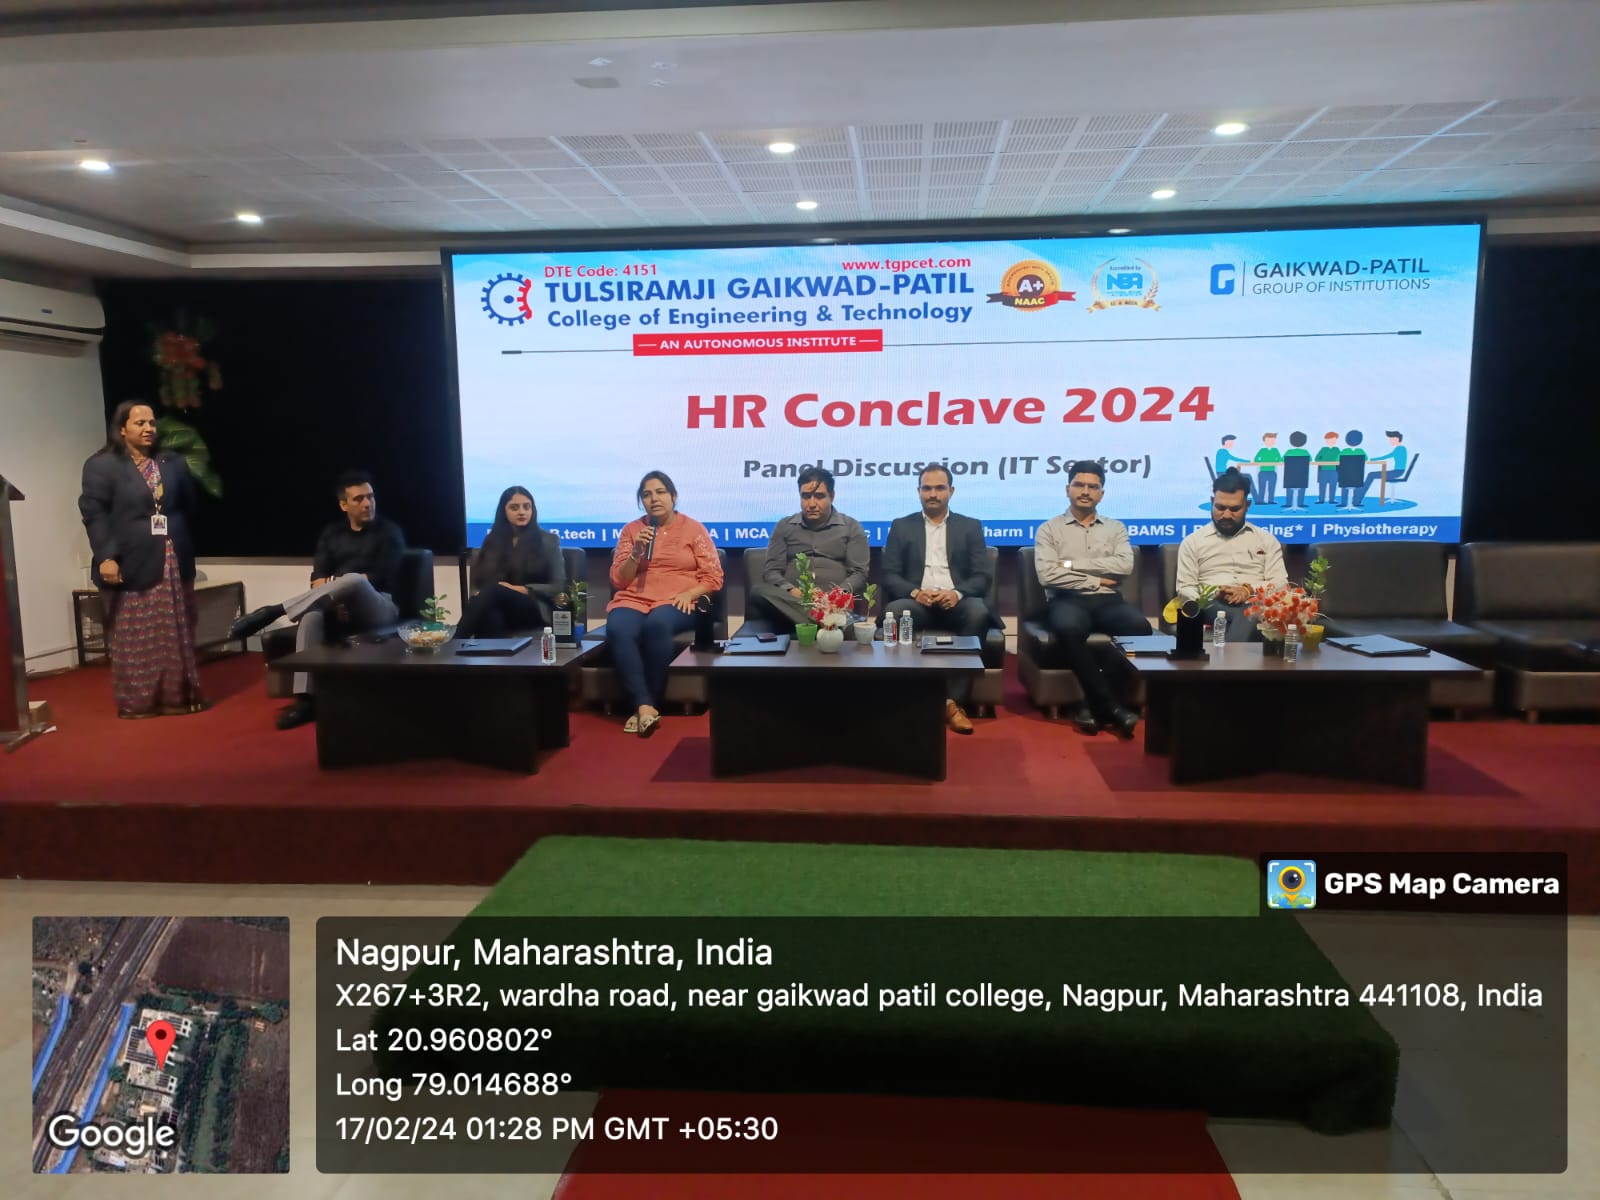 DTE Code: 4151
www.tgpcet.com
TULSIRAMJI GAIKWAD-PATIL
College of Engineering & Technology
AN AUTONOMOUS INSTITUTE
A+
NAAC
Accredited by
NBA
GAIKWAD-PATIL
GROUP OF INSTITUTIONS
HR Conclave 2024
Panel Discussion (IT Sector)
| MCA
BAMS |
| Physiotherapy
GPS Map Camera
Nagpur, Maharashtra, India
X267+3R2, wardha road, near gaikwad patil college, Nagpur, Maharashtra 441108, India
Lat 20.960802°
Long 79.014688°
17/02/24 01:28 PM GMT +05:30
Google